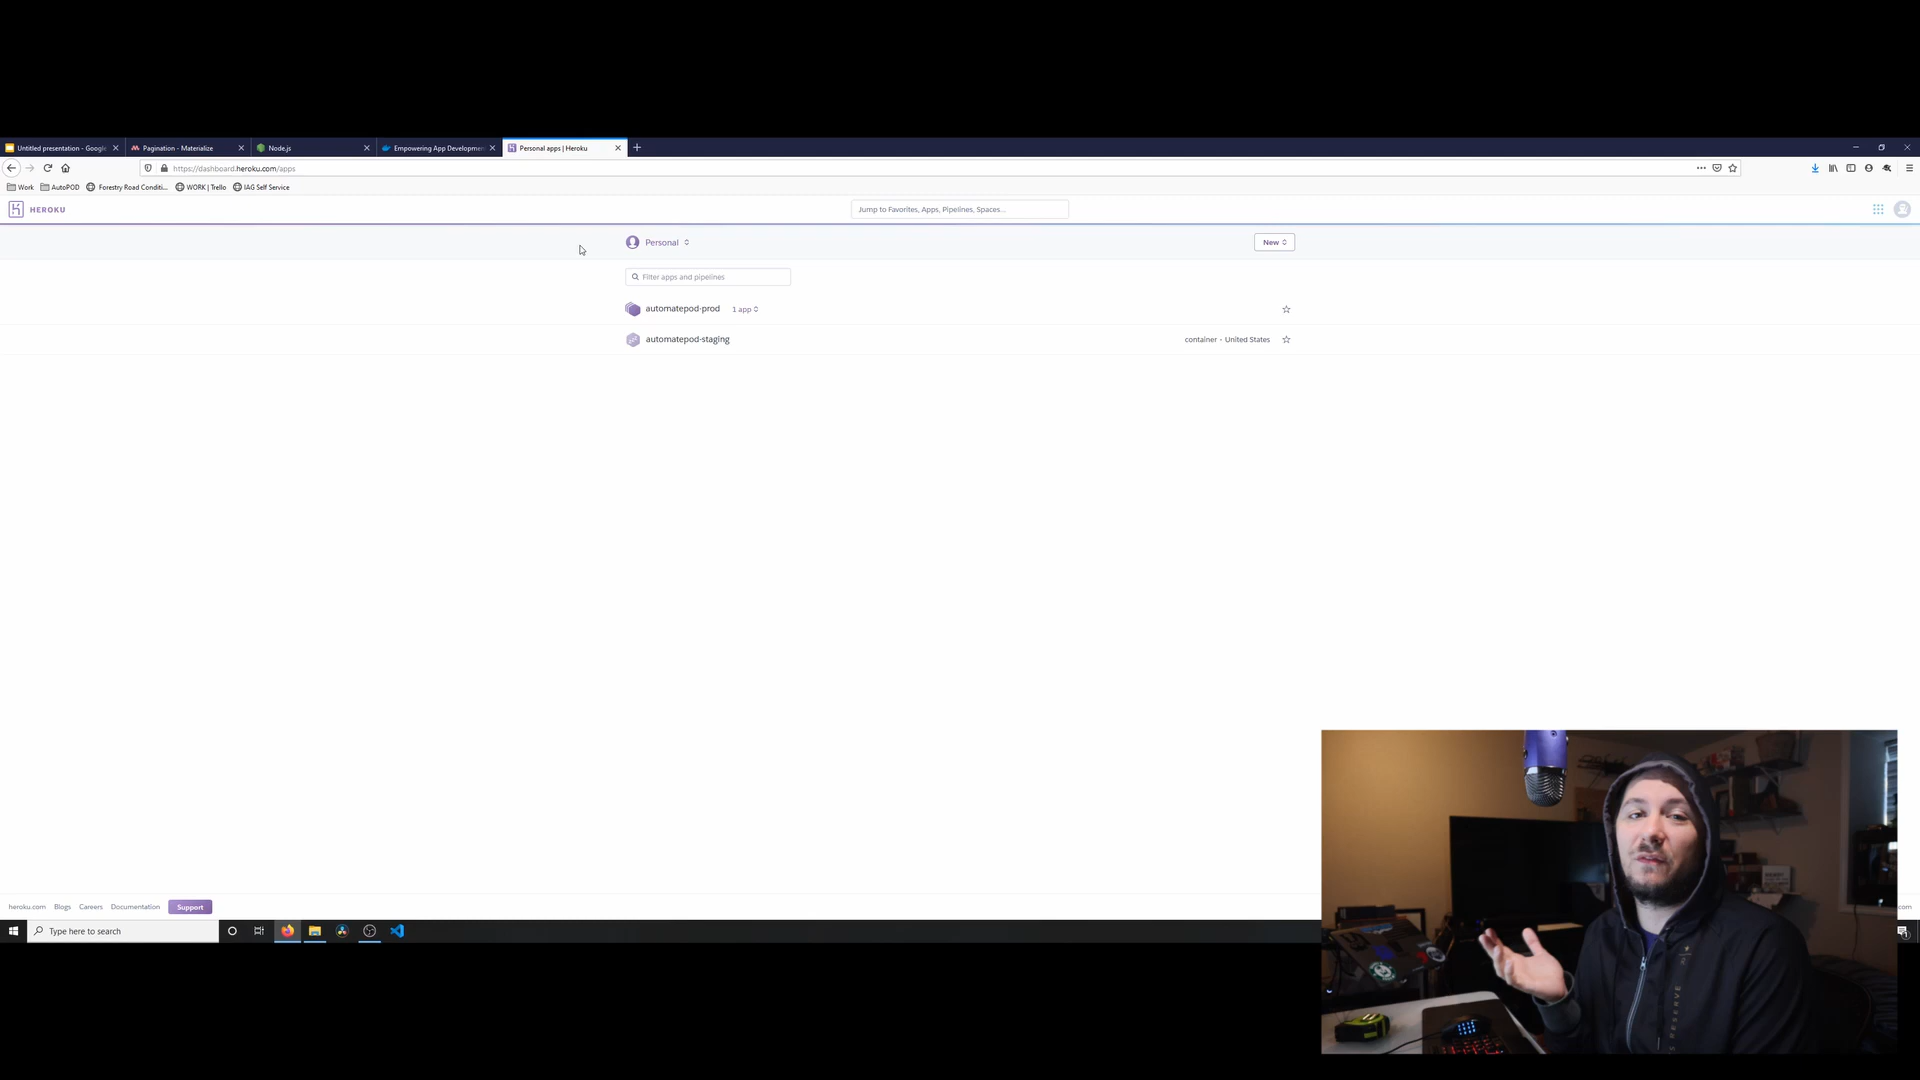 Untitled presentation - Google
Pagination - Materialize
Node.js
Empowering App Developmen
Personal apps | Heroku
https://dashboard.heroku.com/apps
Work
AutoPOD
Forestry Road Conditi...
WORK | Trello
IAG Self Service
HEROKU
Jump to Favorites, Apps, Pipelines, Spaces...
Personal
New
Filter apps and pipelines
automatepod-prod
1 app
automatepod-staging
container · United States
heroku.com
Blogs
Careers
Documentation
Support
com
Type here to search
S RESERVE